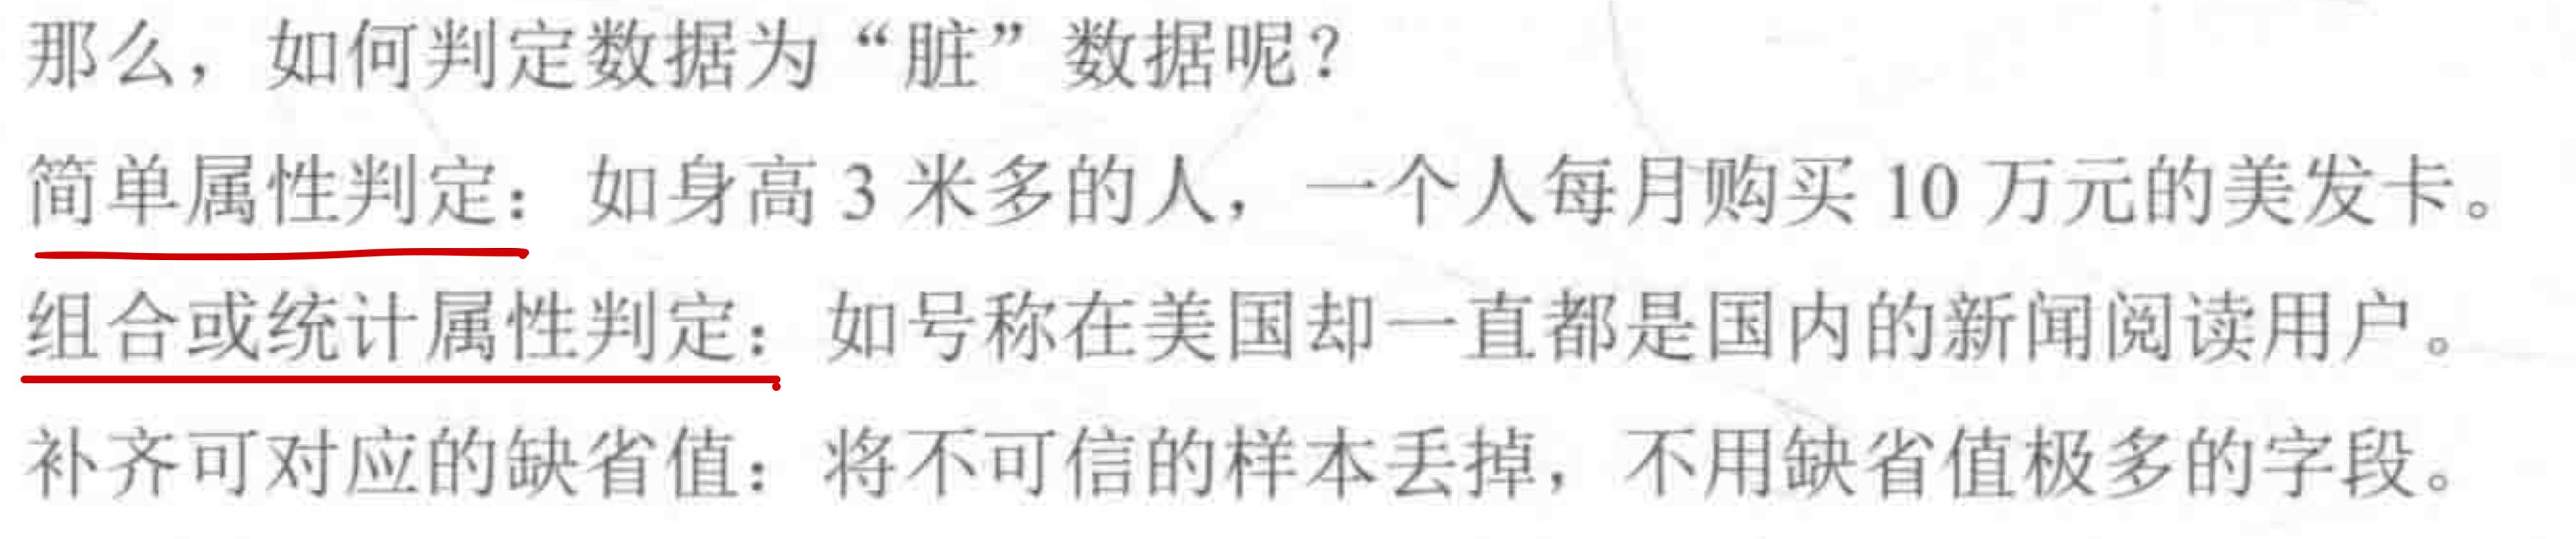 那么，如何判定数据为“脏”数据呢？
简单属性判定：如身高 3 米多的人，一个人每月购买 10 万元的美发卡。
组合或统计属性判定：如号称在美国却一直都是国内的新闻阅读用户。
补齐可对应的缺省值：将不可信的样本丢掉，不用缺省值极多的字段。